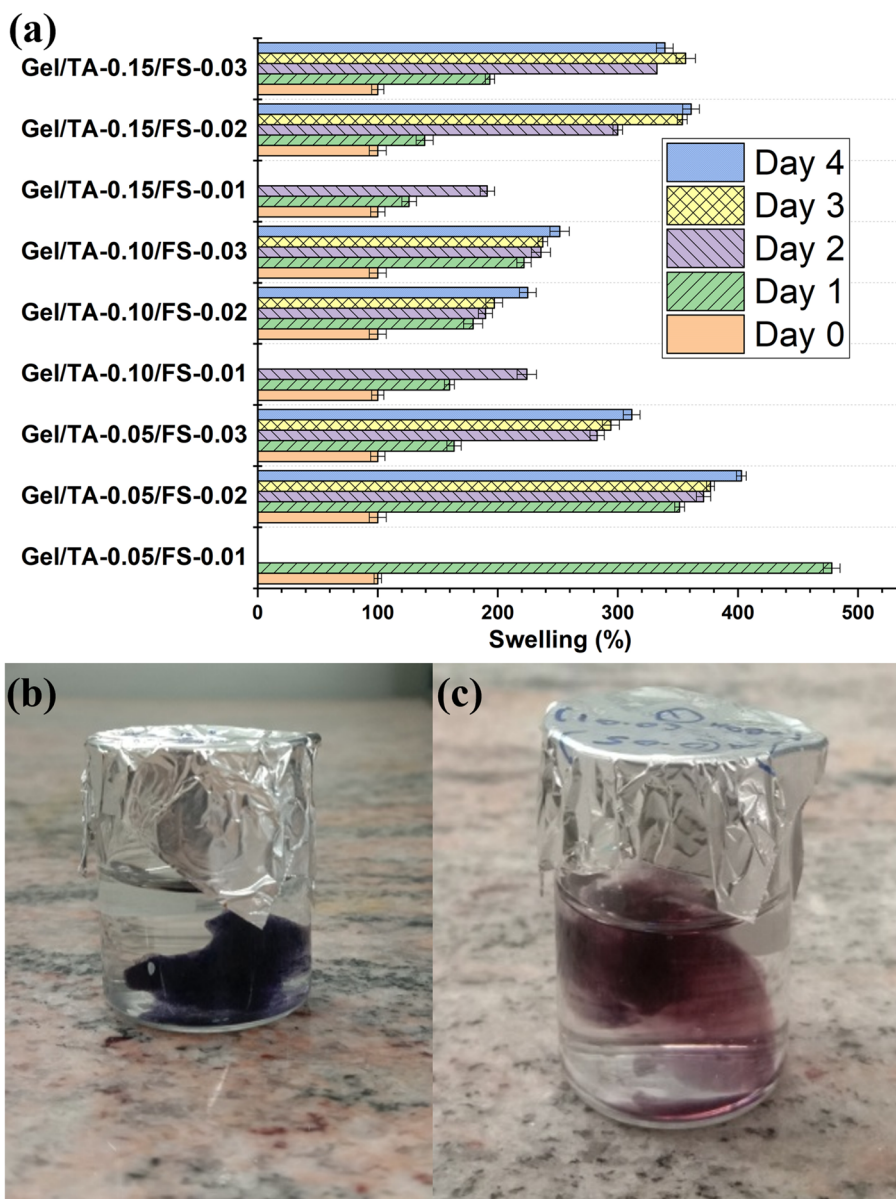 (a)
Gel/TA-0.15/FS-0.03
Gel/TA-0.15/FS-0.02
Gel/TA-0.15/FS-0.01
Gel/TA-0.10/FS-0.03
Gel/TA-0.10/FS-0.02
Gel/TA-0.10/FS-0.01
Gel/TA-0.05/FS-0.03
Gel/TA-0.05/FS-0.02
Gel/TA-0.05/FS-0.01
Day 4
Day 3
Day 2
Day 1
Day 0
0 100 200 300 400 500
Swelling (%)
(b)
(c)